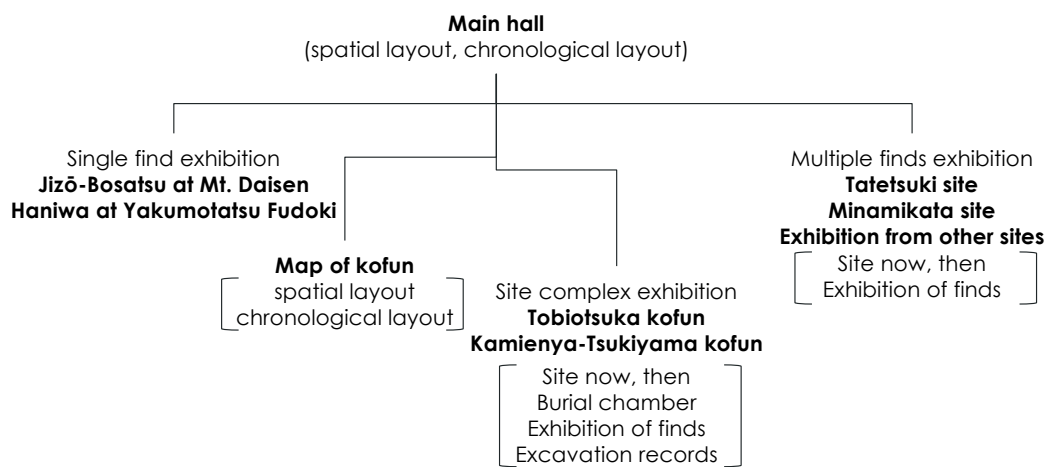 Main hall
(spatial layout, chronological layout)
Single find exhibition
Jizō-Bosatsu at Mt. Daisen
Haniwa at Yakumotatsu Fudoki
Map of kofun
spatial layout
chronological layout
Site complex exhibition
Tobiotsuka kofun
Kamienya-Tsukiyama kofun
Site now, then
Burial chamber
Exhibition of finds
Excavation records
Multiple finds exhibition
Tatetsuki site
Minamikata site
Exhibition from other sites
Site now, then
Exhibition of finds